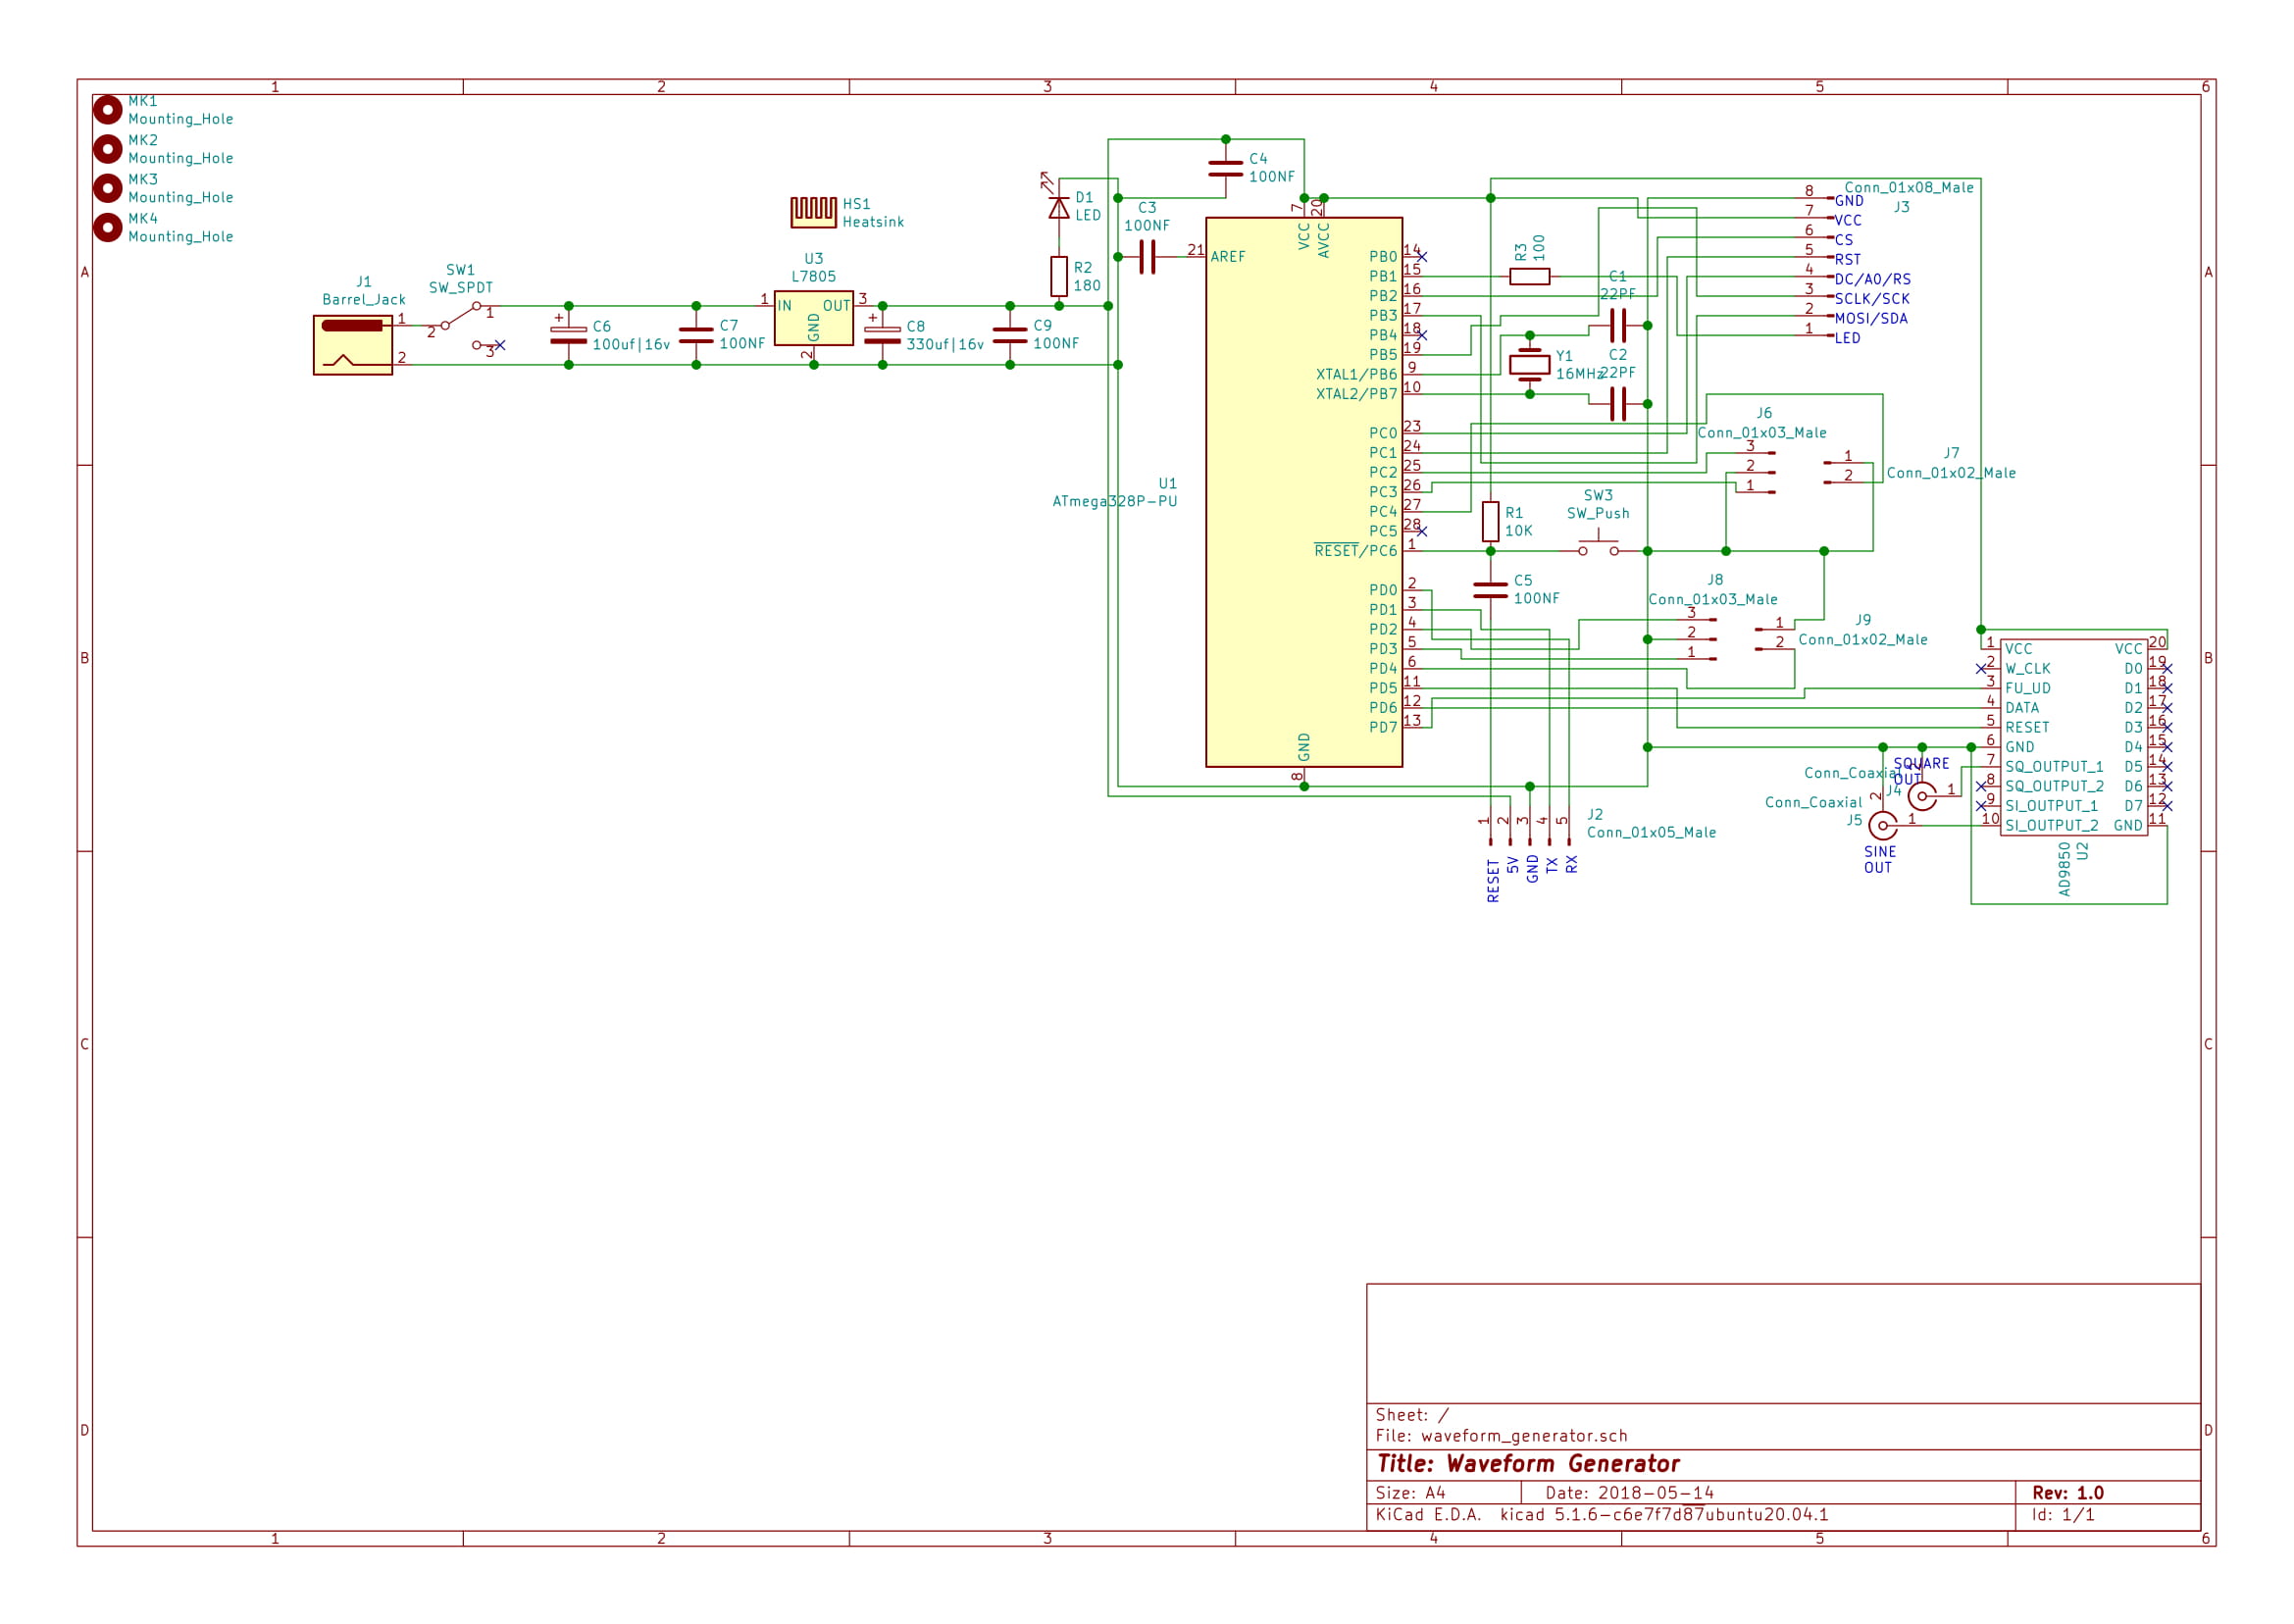 1 2 3 4 5 6
MK1
Mounting_Hole
MK2
Mounting_Hole
MK3
Mounting_Hole
MK4
Mounting_Hole
A
A
J1
Barrel_Jack
1
2
SW1
SW_SPDT
1
2
3
+
C6
100uf|16v
C7
100NF
HS1
Heatsink
U3
L7805
1 IN OUT 3
GND
2
+
C8
330uf|16v
C9
100NF
D1
LED
R2
180
C3
100NF
C4
100NF
U1
ATmega328P-PU
21 AREF
7 VCC
20 AVCC
PB0 14
PB1 15
PB2 16
PB3 17
PB4 18
PB5 19
XTAL1/PB6 9
XTAL2/PB7 10
PC0 23
PC1 24
PC2 25
PC3 26
PC4 27
PC5 28
RESET/PC6 1
PD0 2
PD1 3
PD2 4
PD3 5
PD4 6
PD5 11
PD6 12
PD7 13
GND
8
R3
100
C1
22PF
Y1
16MHz
C2
22PF
Conn_01x08_Male
J3
8 GND
7 VCC
6 CS
5 RST
4 DC/A0/RS
3 SCLK/SCK
2 MOSI/SDA
1 LED
J6
Conn_01x03_Male
3
2
1
J7
Conn_01x02_Male
1
2
R1
10K
SW3
SW_Push
C5
100NF
J8
Conn_01x03_Male
3
2
1
J9
Conn_01x02_Male
1
2
B
B
1 VCC VCC 20
2 W_CLK D0 19
3 FU_UD D1 18
4 DATA D2 17
5 RESET D3 16
6 GND D4 15
7 SQ_OUTPUT_1 D5 14
8 SQ_OUTPUT_2 D6 13
9 SI_OUTPUT_1 D7 12
10 SI_OUTPUT_2 GND 11
AD9850
U2
SQUARE
OUT
Conn_Coaxial
J4
2
1
Conn_Coaxial
J5
2
1
SINE
OUT
J2
Conn_01x05_Male
1 2 3 4 5
RESET
5V
GND
TX
RX
C
C
D
D
Sheet: /
File: waveform_generator.sch
Title: Waveform Generator
Size: A4 Date: 2018-05-14 Rev: 1.0
KiCad E.D.A. kicad 5.1.6-c6e7f7d87ubuntu20.04.1 Id: 1/1
1 2 3 4 5 6